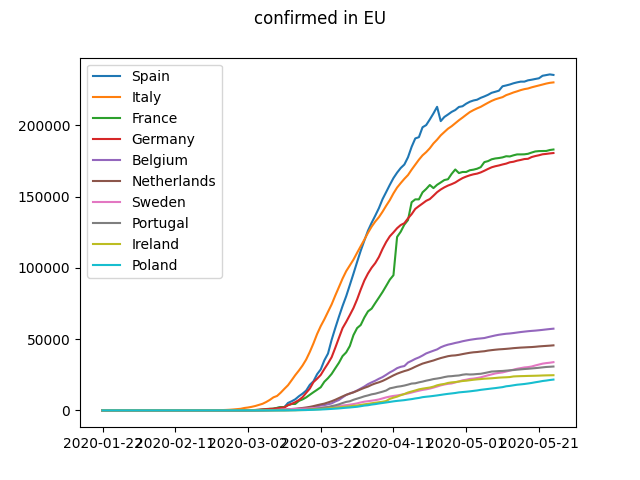 confirmed in EU
Spain
Italy
France
Germany
Belgium
Netherlands
Sweden
Portugal
Ireland
Poland
200000
150000
100000
50000
0
2020-01-22 2020-02-11 2020-03-02 2020-03-22 2020-04-11 2020-05-01 2020-05-21